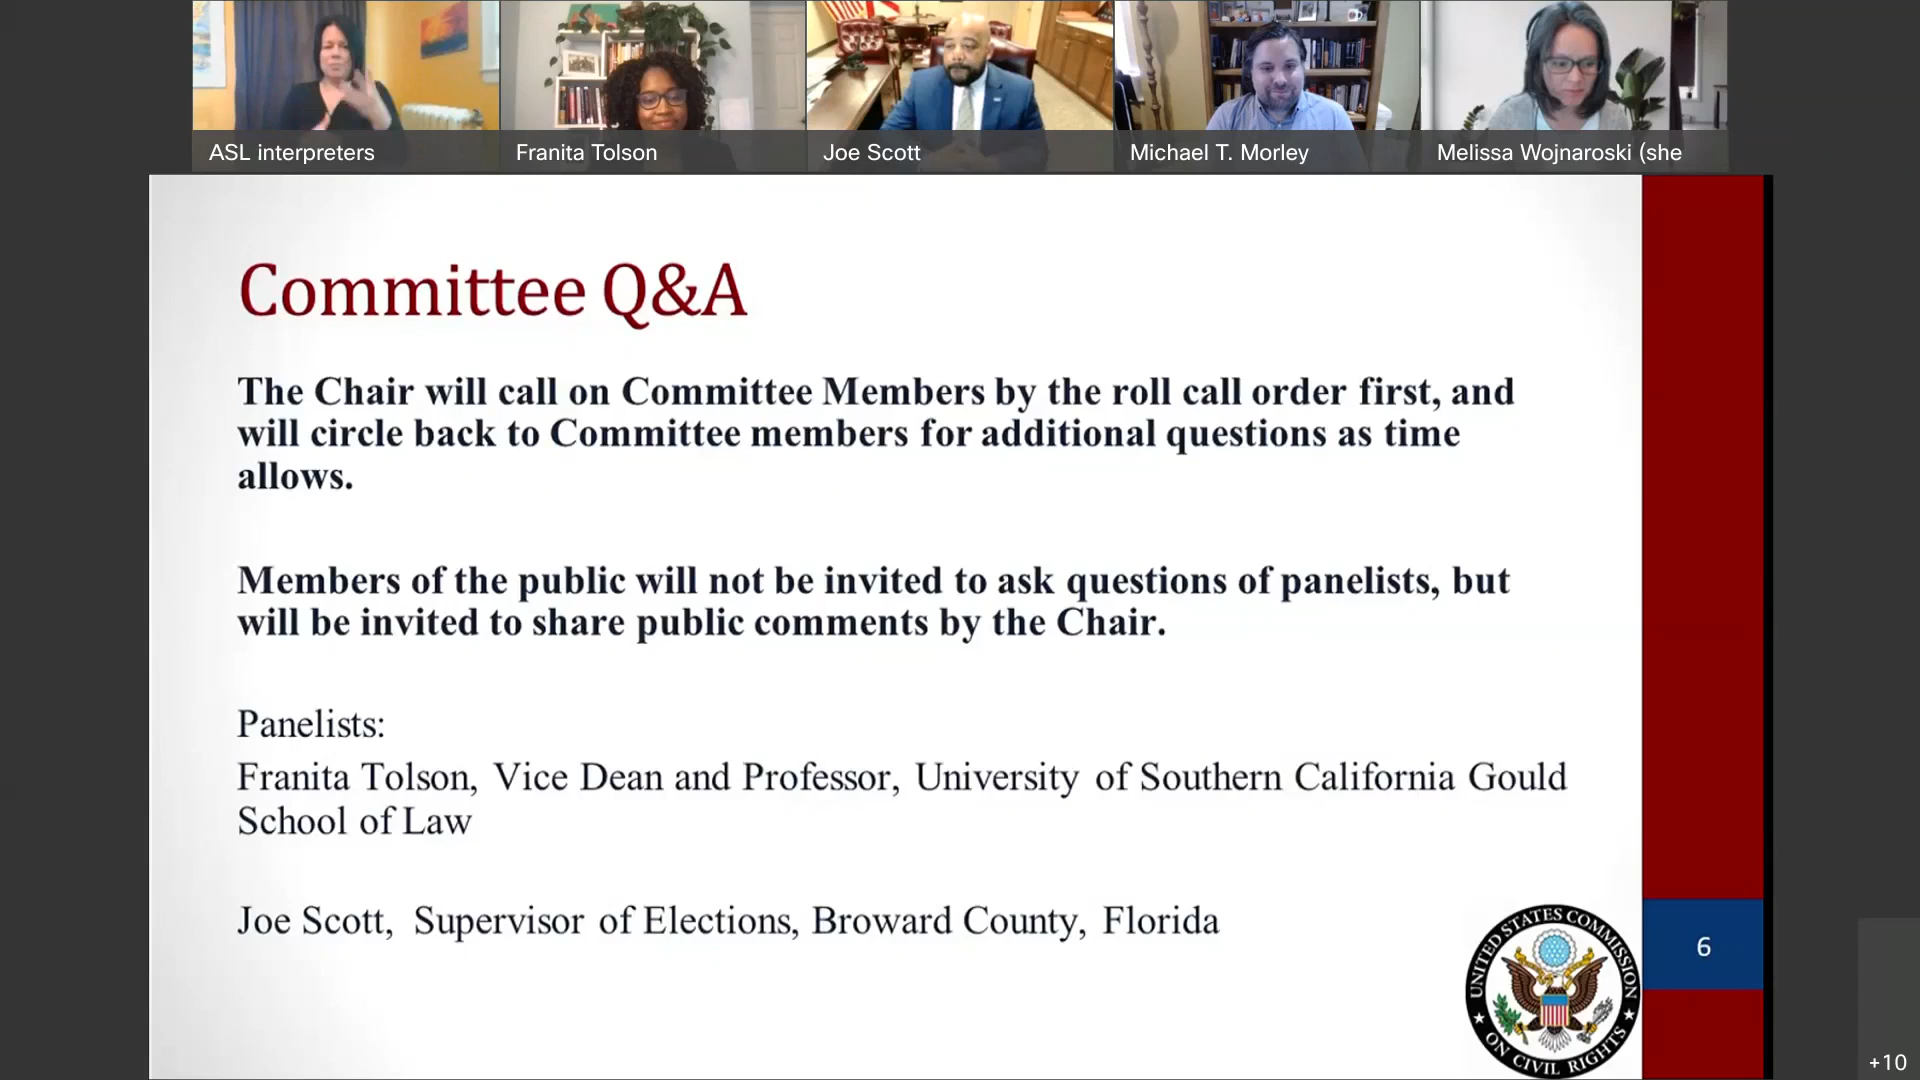 ASL interpreters
Franita Tolson
Joe Scott
Michael T. Morley
Melissa Wojnaroski (she
Committee Q&A
The Chair will call on Committee Members by the roll call order first, and
will circle back to Committee members for additional questions as time
allows.
Members of the public will not be invited to ask questions of panelists, but
will be invited to share public comments by the Chair.
Panelists:
Franita Tolson, Vice Dean and Professor, University of Southern California Gould
School of Law
Joe Scott, Supervisor of Elections, Broward County, Florida
UNITED STATES COMMISSION
ON CIVIL RIGHTS
6
+10